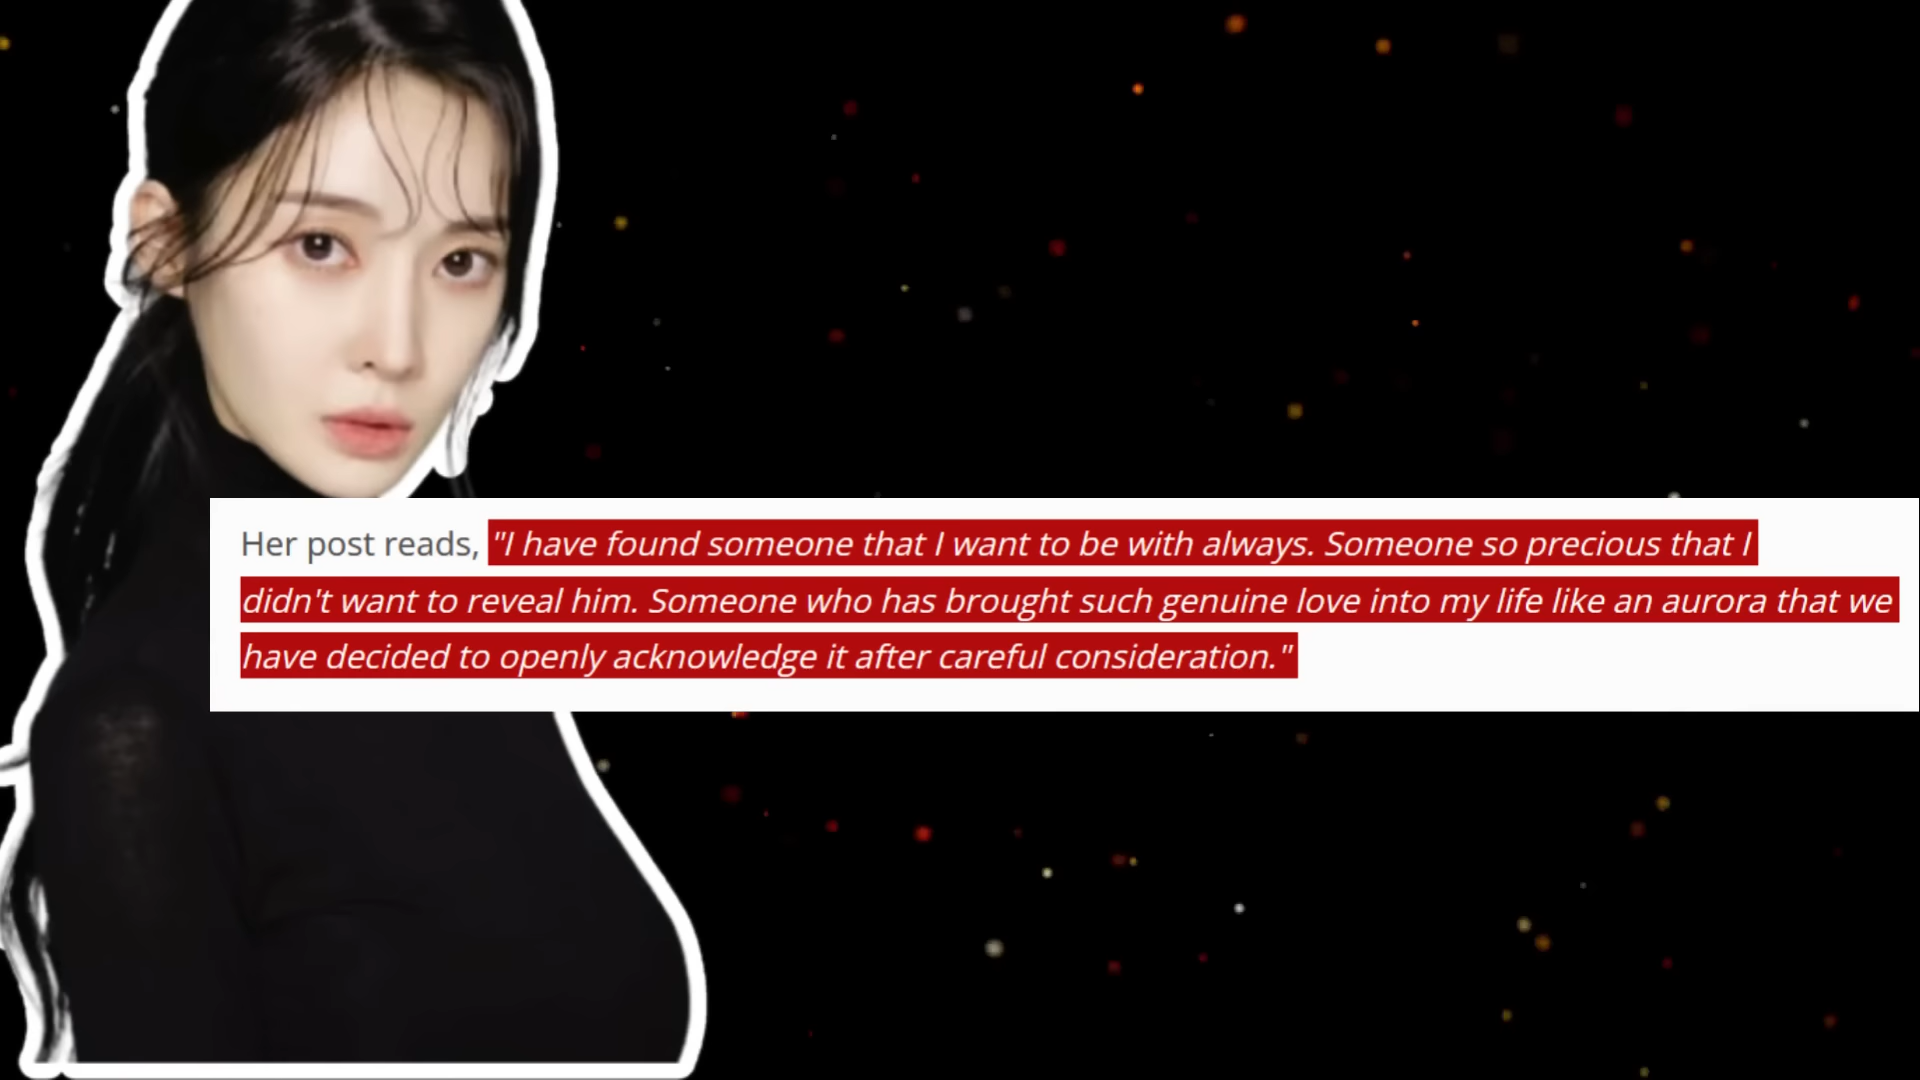 Her post reads, "I have found someone that I want to be with always. Someone so precious that I
didn't want to reveal him. Someone who has brought such genuine love into my life like an aurora that we
have decided to openly acknowledge it after careful consideration."